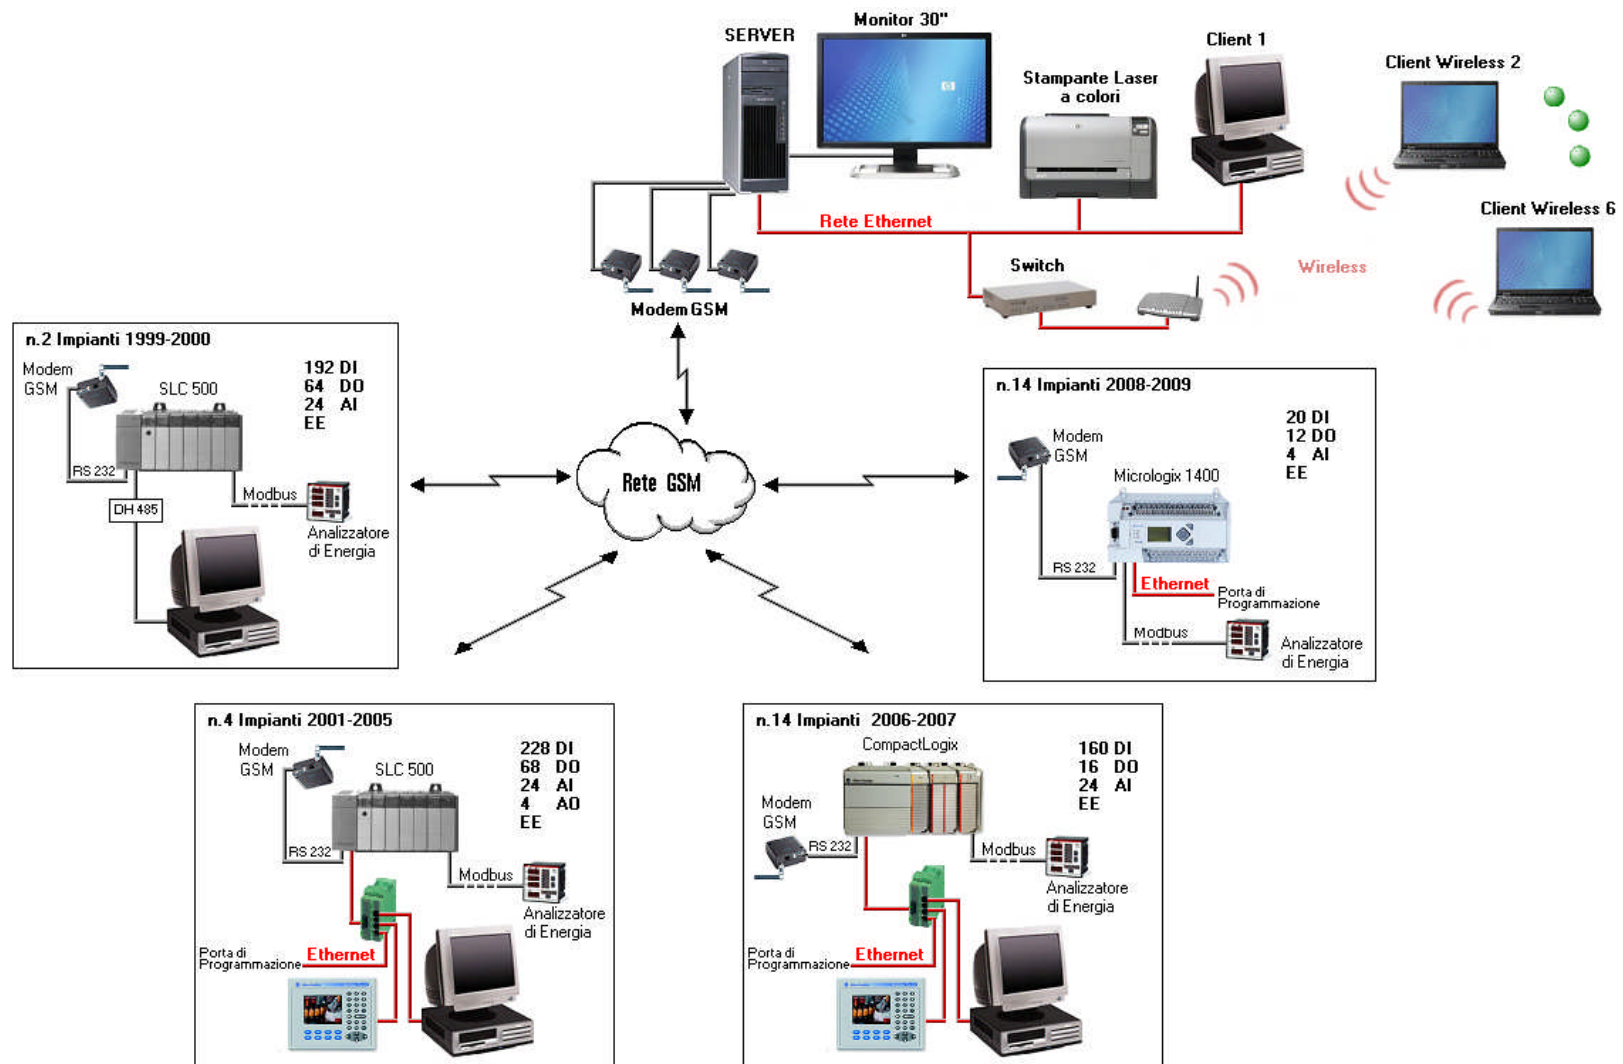 SERVER
Monitor 30"
Stampante Laser
a colori
Client 1
Client Wireless 2
Client Wireless 6
Rete Ethernet
Switch
Wireless
Modem GSM
Rete GSM
n.2 Impianti 1999-2000
Modem
GSM
SLC 500
192 DI
64 DO
24 AI
EE
RS 232
DH 485
Modbus
Analizzatore
di Energia
n.14 Impianti 2008-2009
Modem
GSM
Micrologix 1400
20 DI
12 DO
4 AI
EE
RS 232
Ethernet
Porta di
Programmazione
Modbus
Analizzatore
di Energia
n.4 Impianti 2001-2005
Modem
GSM
SLC 500
228 DI
68 DO
24 AI
4 AO
EE
RS 232
Modbus
Analizzatore
di Energia
Porta di
Programmazione
Ethernet
n.14 Impianti 2006-2007
CompactLogix
160 DI
16 DO
24 AI
EE
Modem
GSM
RS 232
Modbus
Analizzatore
di Energia
Porta di
Programmazione
Ethernet